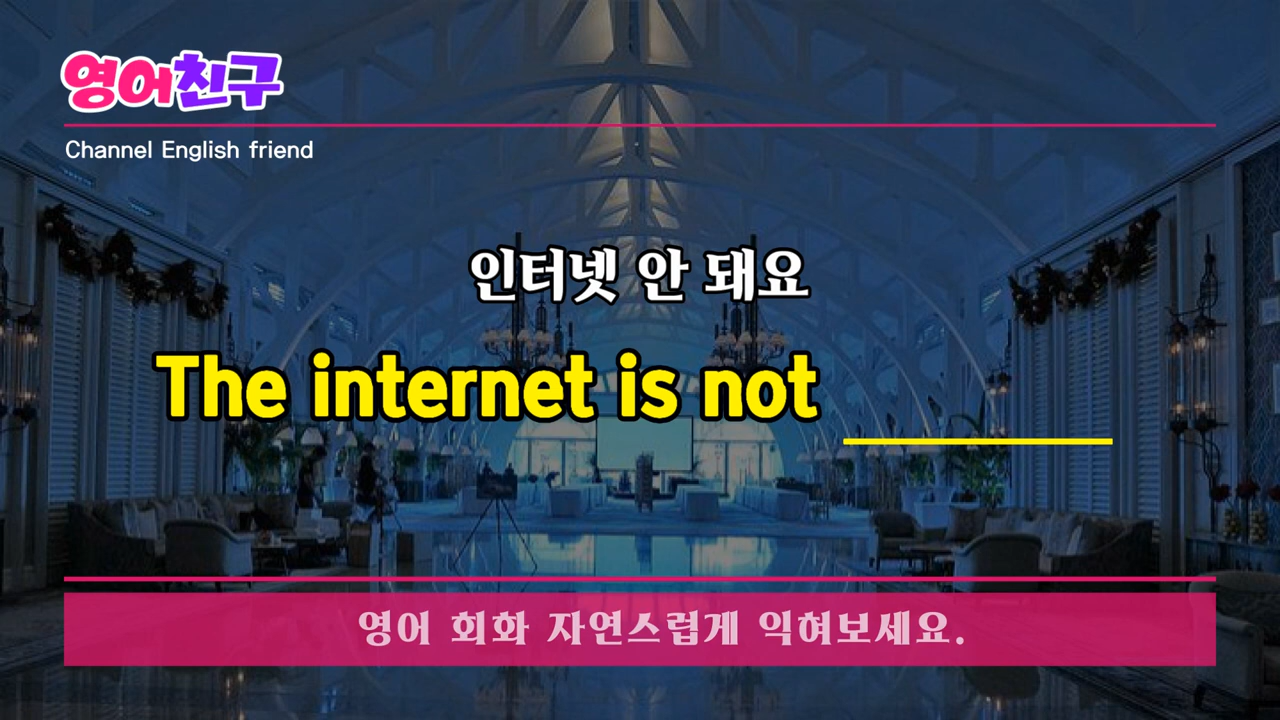 영어친구
Channel English friend
인터넷 안 돼요
The internet is not
영어 회화 자연스럽게 익혀보세요.